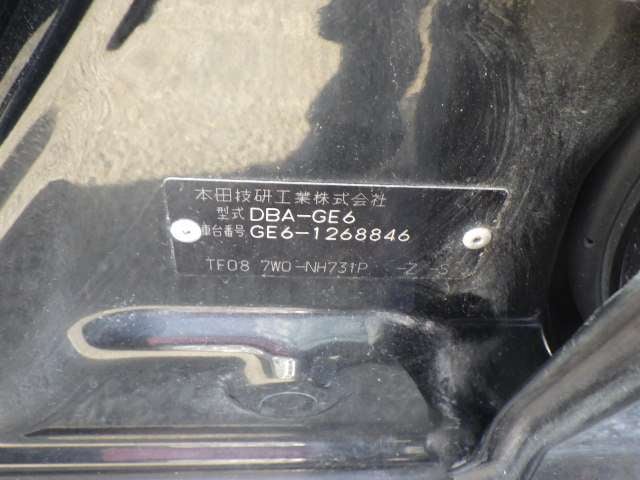 本田技研工業株式会社
型式 DBA-GE6
車台番号 GE6-1268846
TF08 7W0-NH731P -Z -S